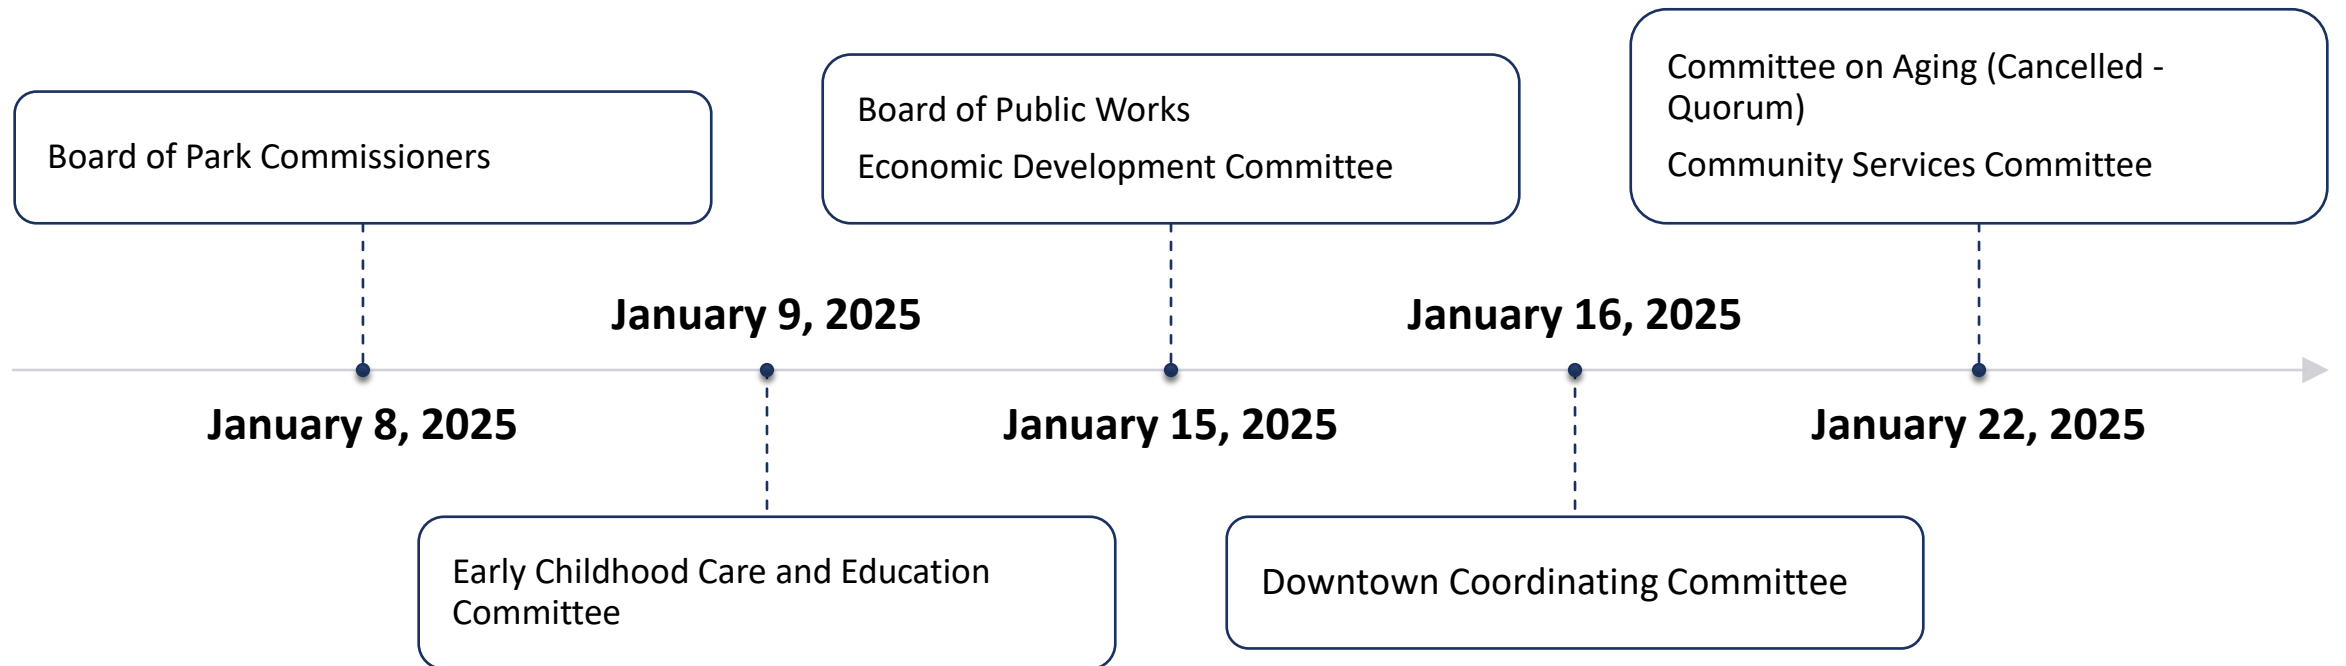 Board of Park Commissioners
January 8, 2025
January 9, 2025
Early Childhood Care and Education
Committee
Board of Public Works
Economic Development Committee
January 15, 2025
January 16, 2025
Downtown Coordinating Committee
Committee on Aging (Cancelled -
Quorum)
Community Services Committee
January 22, 2025